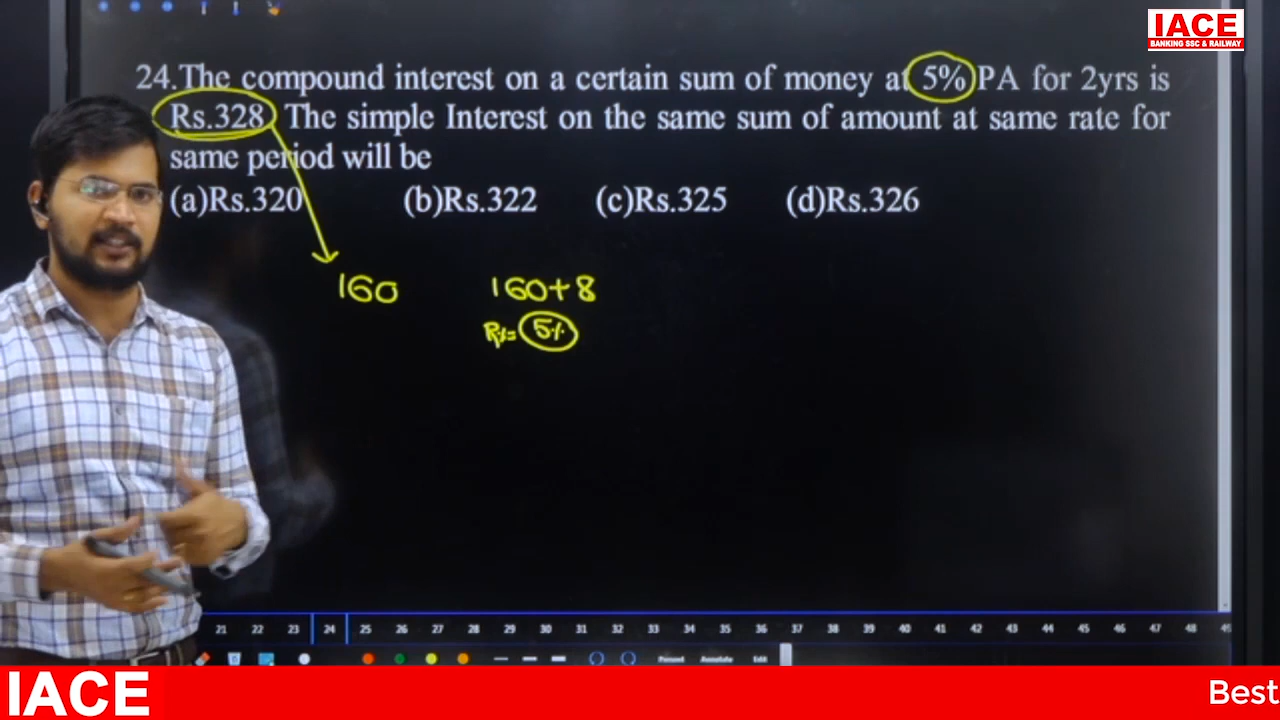 IACE
BANKING SSC & RAILWAY
24.The compound interest on a certain sum of money at 5% PA for 2yrs is
Rs.328 The simple Interest on the same sum of amount at same rate for
same period will be
(a)Rs.320 (b)Rs.322 (c)Rs.325 (d)Rs.326
160 160+8
R%= 5%
21 22 23 24 25 26 27 28 29 30 31 32 33 34 35 36 37 38 39 40 41 42 43 44 45 46 47 48
Annotate Edit
IACE Best